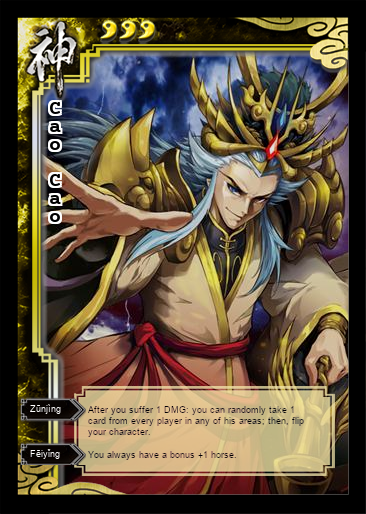 神
Cao Cao
Zūnjìng
After you suffer 1 DMG: you can randomly take 1
card from every player in any of his areas; then, flip
your character.
Fēiyǐng
You always have a bonus +1 horse.